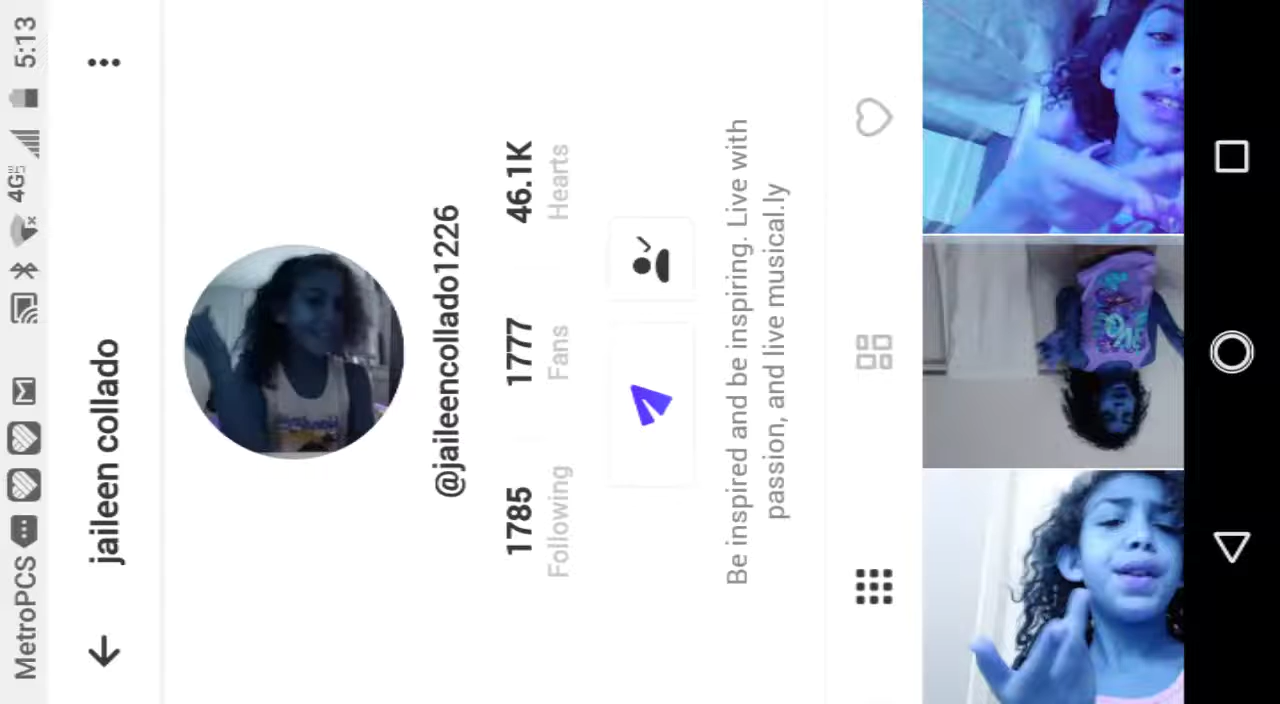 MetroPCS 4G 5:13
jaileen collado
@jaileencollado1226
1785 1777 46.1K
Following Fans Hearts
Be inspired and be inspiring. Live with
passion, and live musical.ly